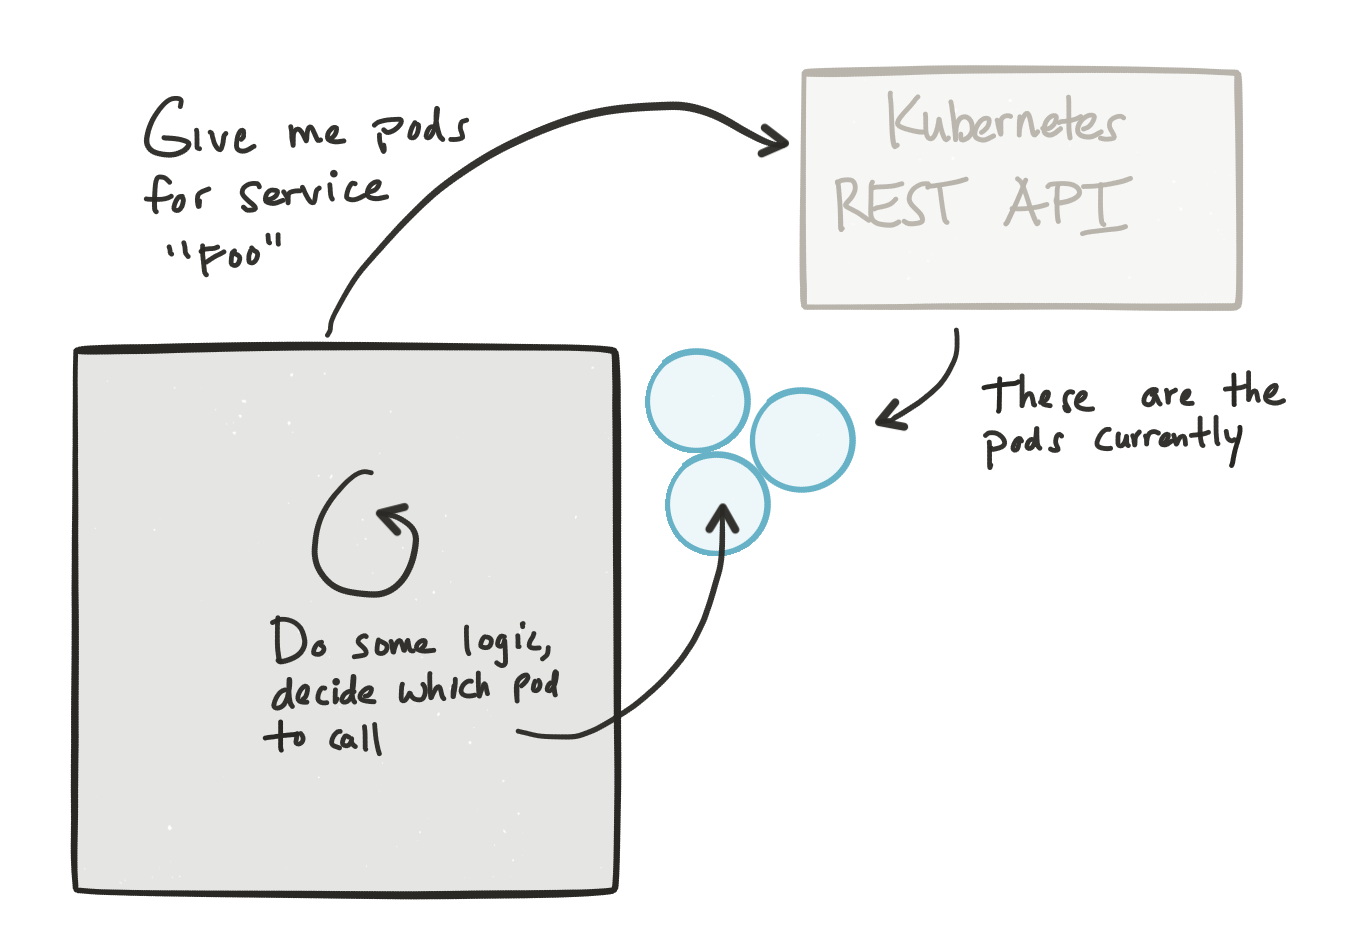 Give me pods
for service
"Foo"
Kubernetes
REST API
These are the
pods currently
Do some logic,
decide which pod
to call